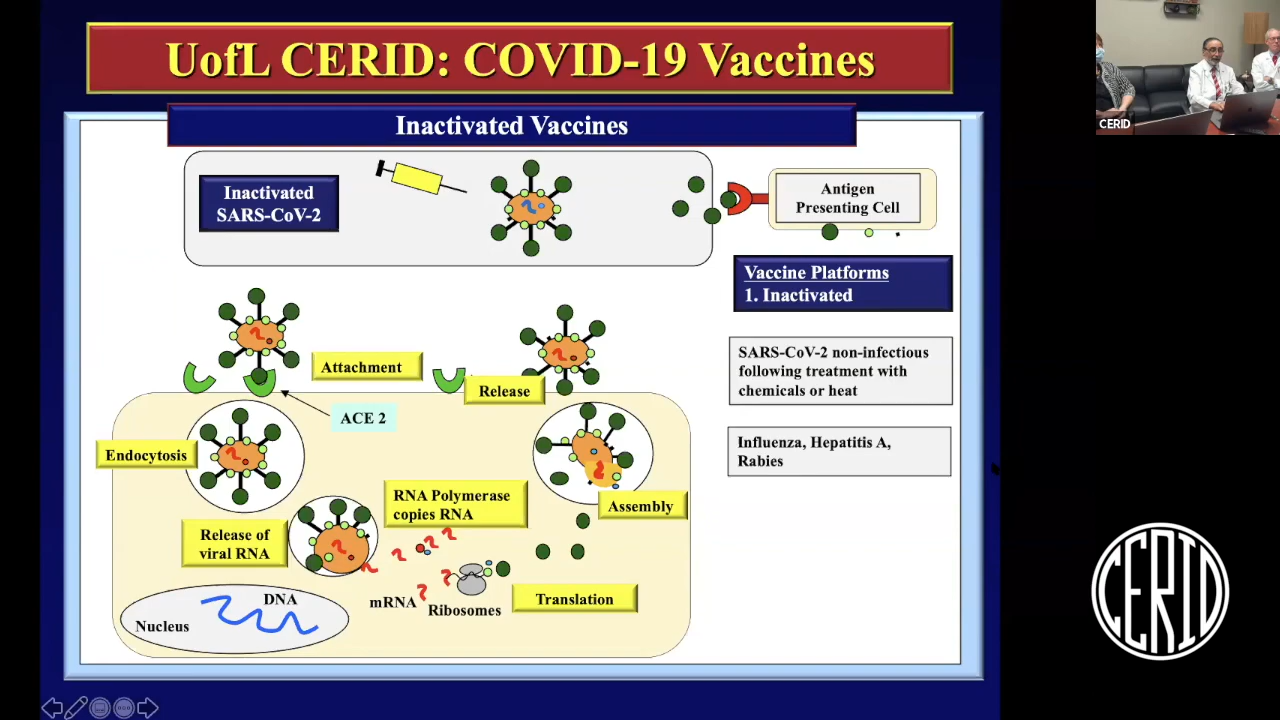 UofL CERID: COVID-19 Vaccines
CERID
Inactivated Vaccines
Inactivated
SARS-CoV-2
Antigen
Presenting Cell
Vaccine Platforms
1. Inactivated
SARS-CoV-2 non-infectious
following treatment with
chemicals or heat
Influenza, Hepatitis A,
Rabies
Attachment
Release
ACE 2
Endocytosis
RNA Polymerase
copies RNA
Assembly
Release of
viral RNA
mRNA
Ribosomes
Translation
DNA
Nucleus
CERID